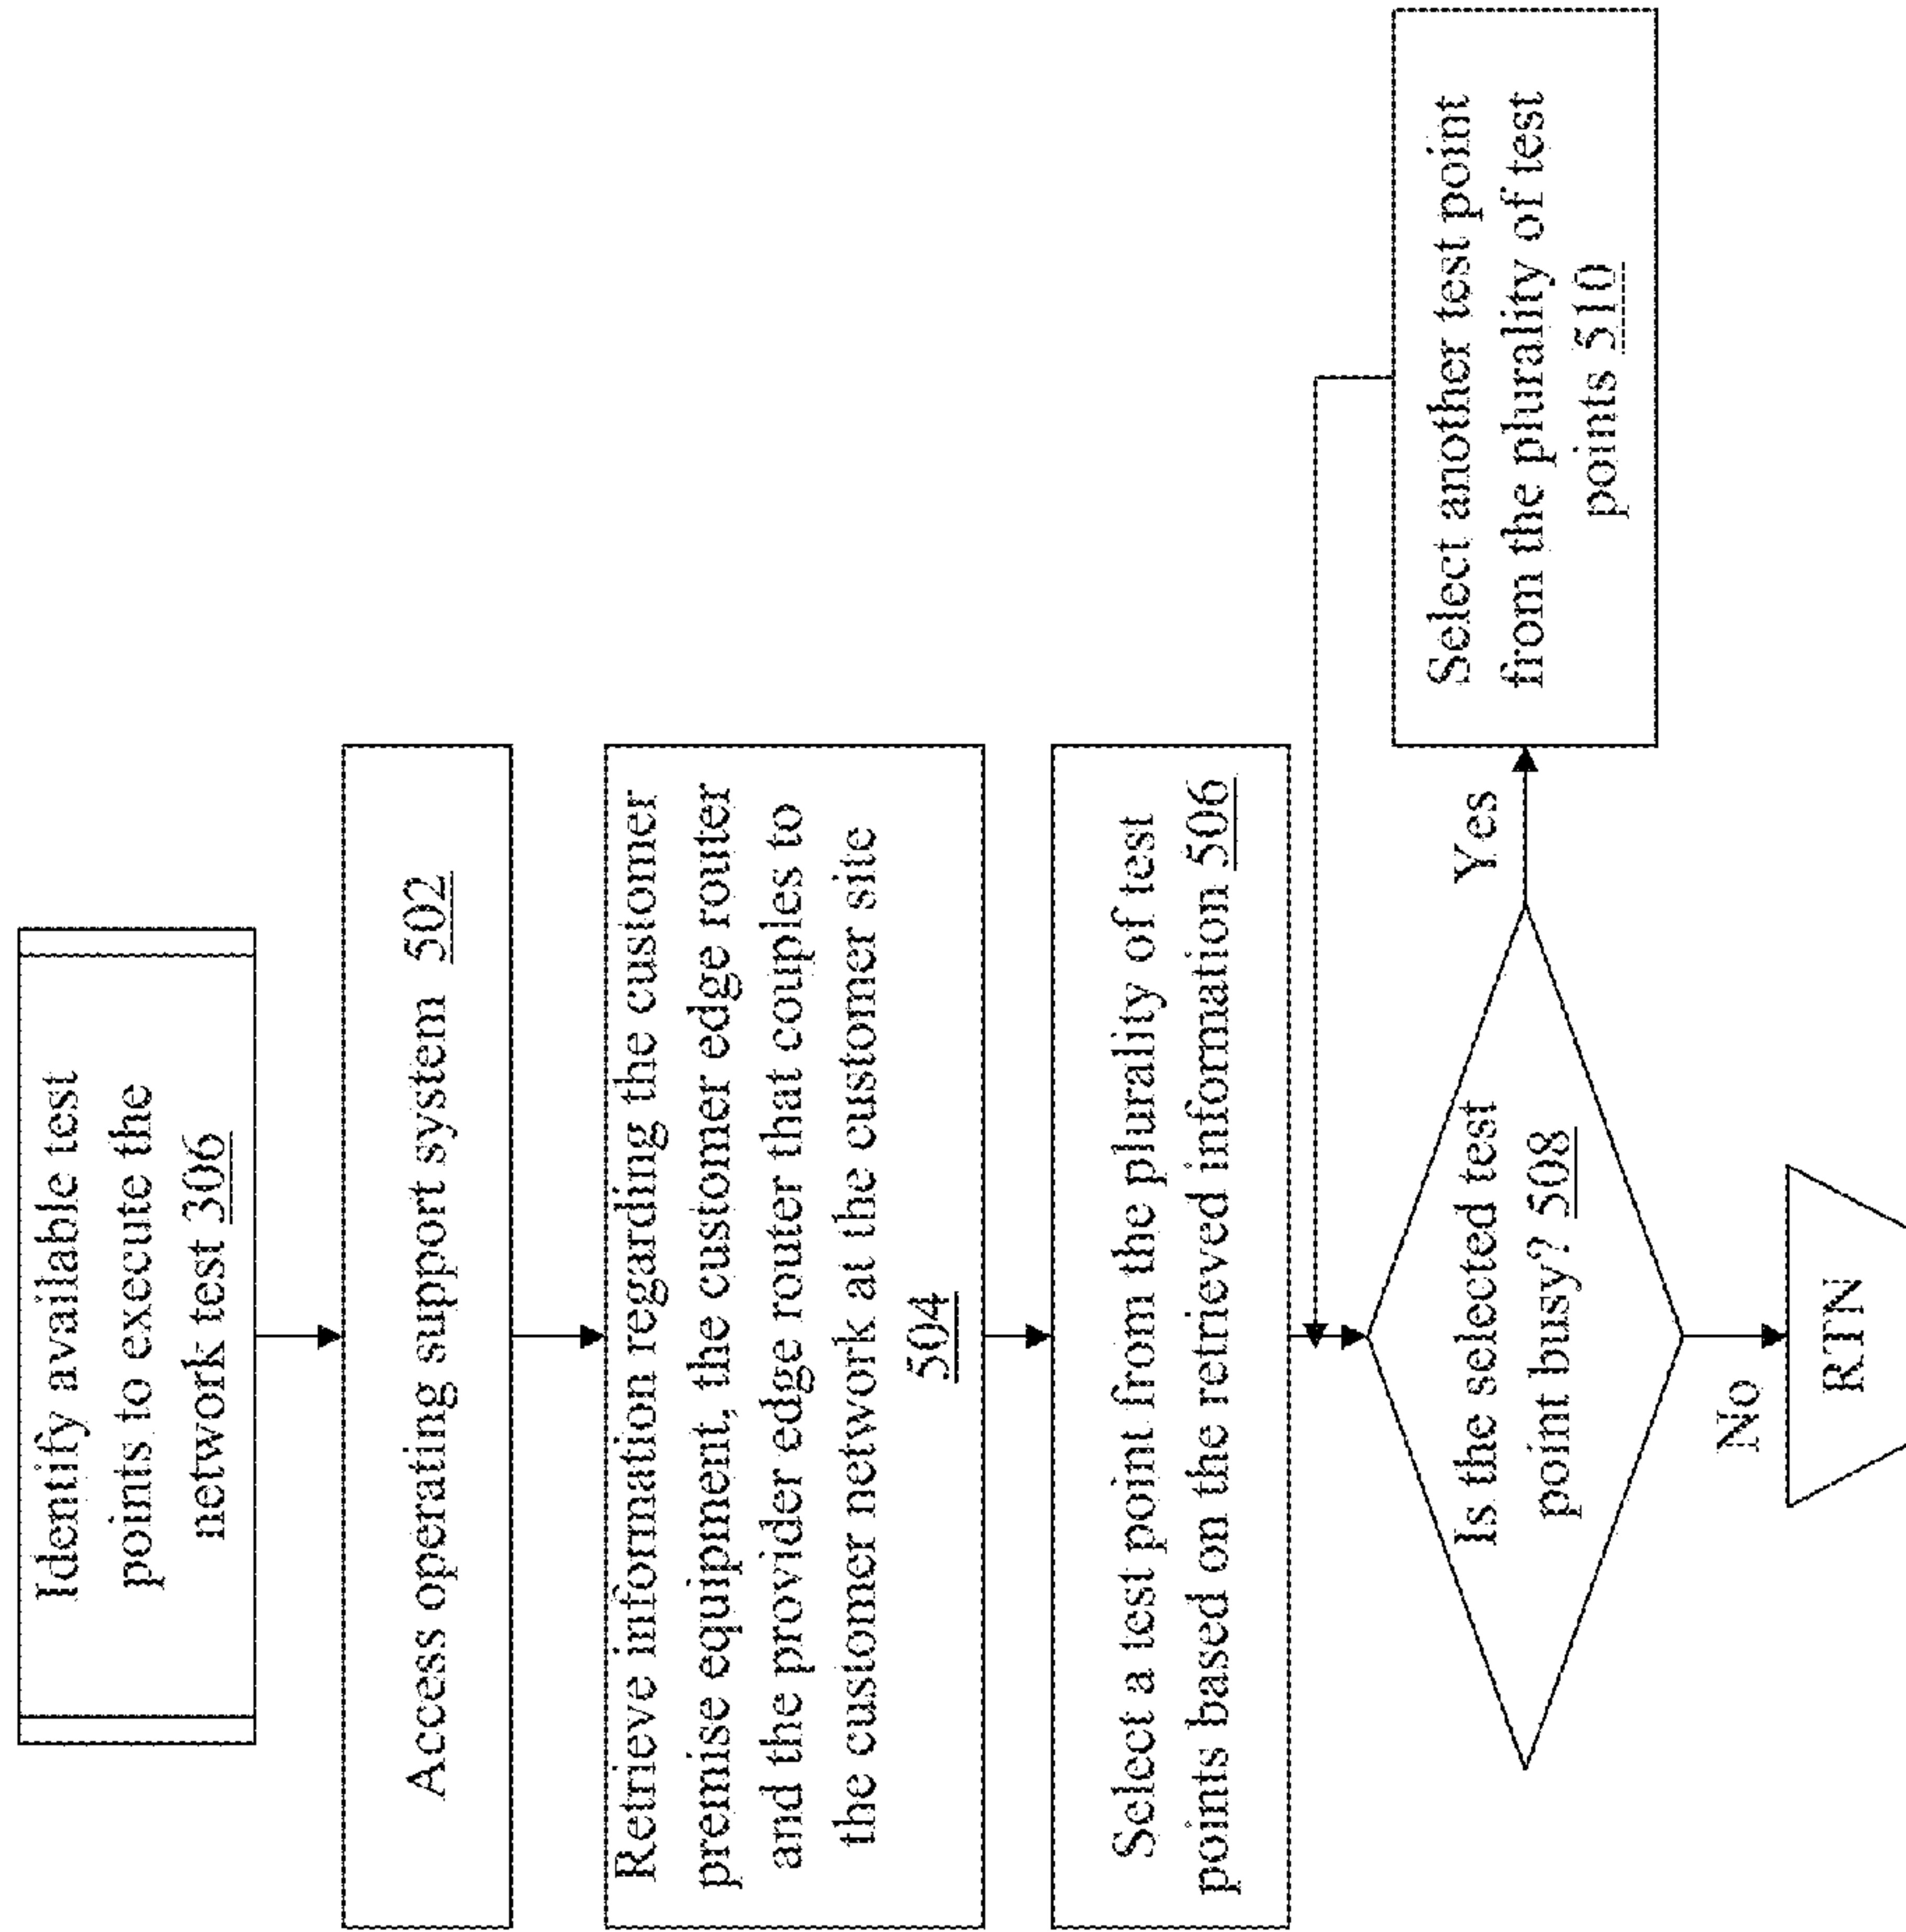 Identify available test
points to execute the
network test 306
Access operating support system 502
Retrieve information regarding the customer
premise equipment, the customer edge router
and the provider edge router that couples to
the customer network at the customer site
504
Select a test point from the plurality of test
points based on the retrieved information 506
Is the selected test
point busy? 508
Yes
Select another test point
from the plurality of test
points 510
No
RTN